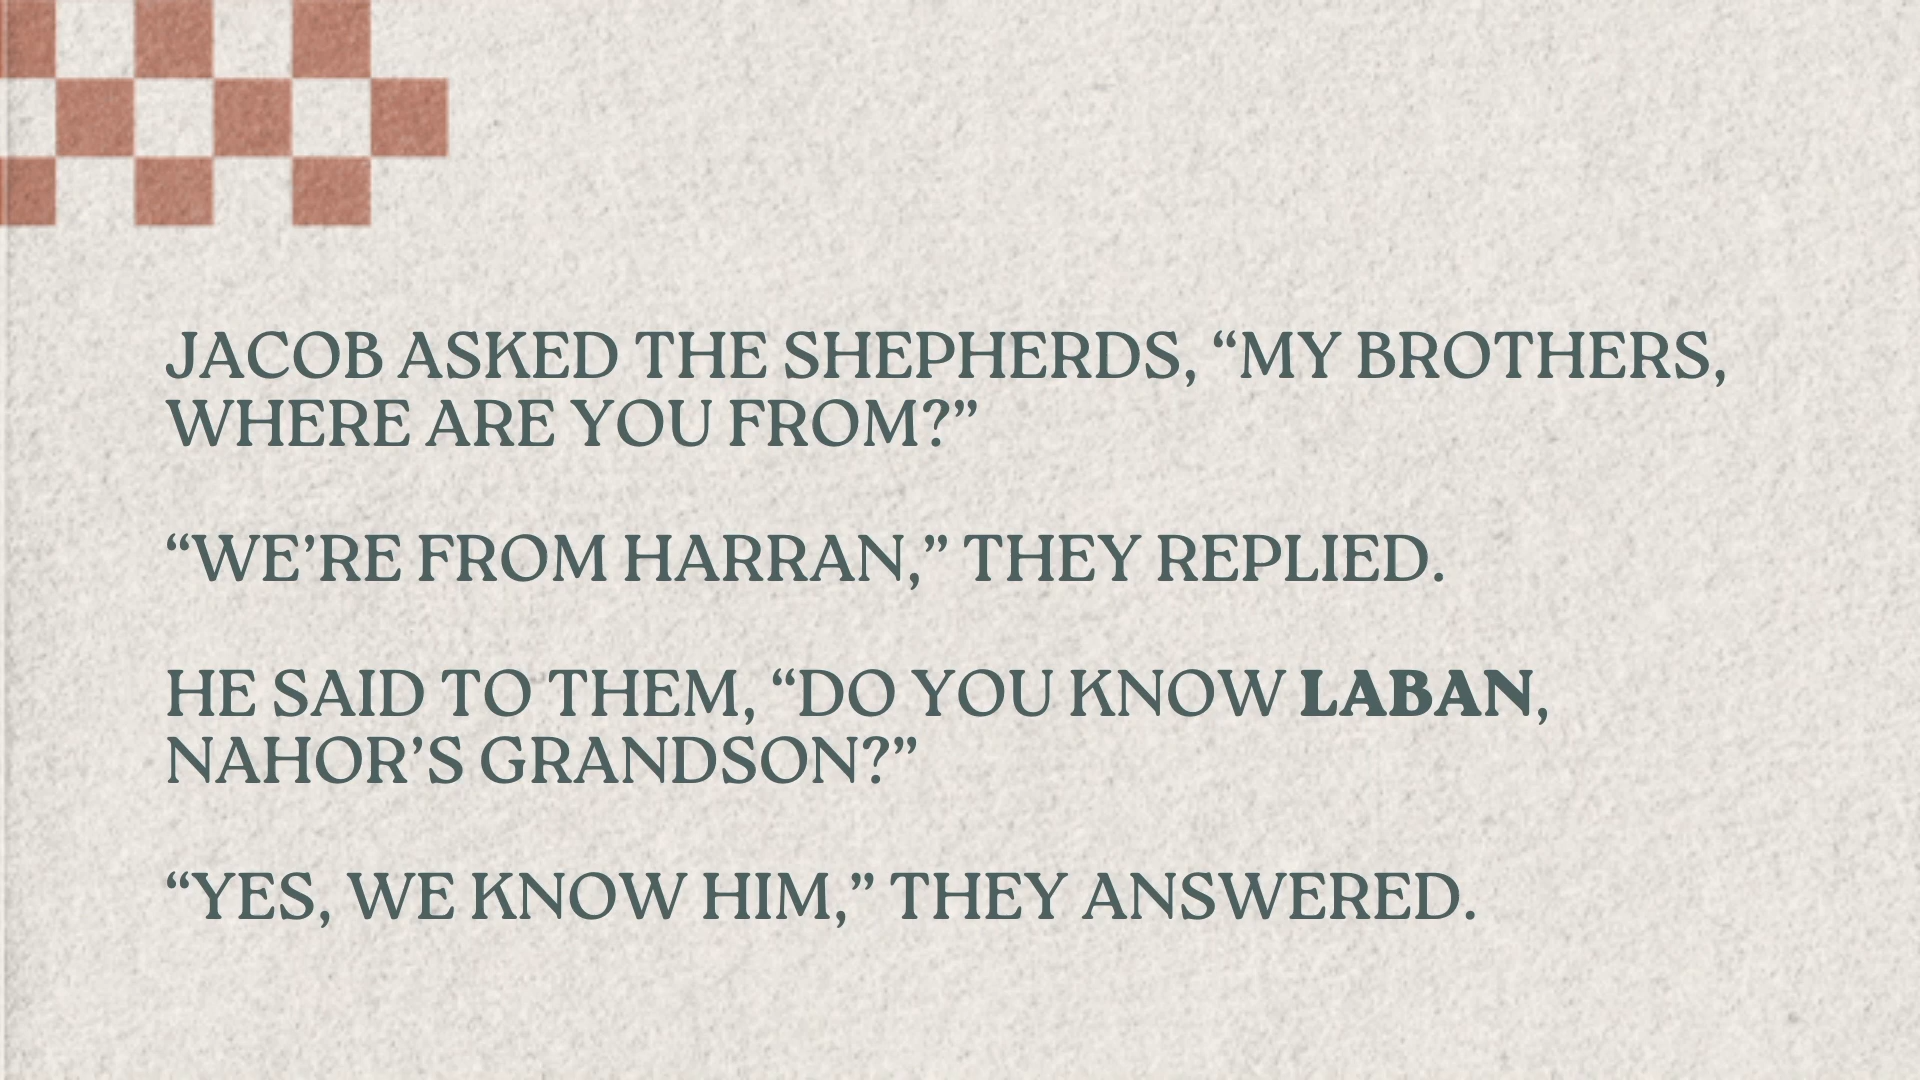 JACOB ASKED THE SHEPHERDS, “MY BROTHERS,
WHERE ARE YOU FROM?”
“WE’RE FROM HARRAN,” THEY REPLIED.
HE SAID TO THEM, “DO YOU KNOW LABAN,
NAHOR’S GRANDSON?”
“YES, WE KNOW HIM,” THEY ANSWERED.